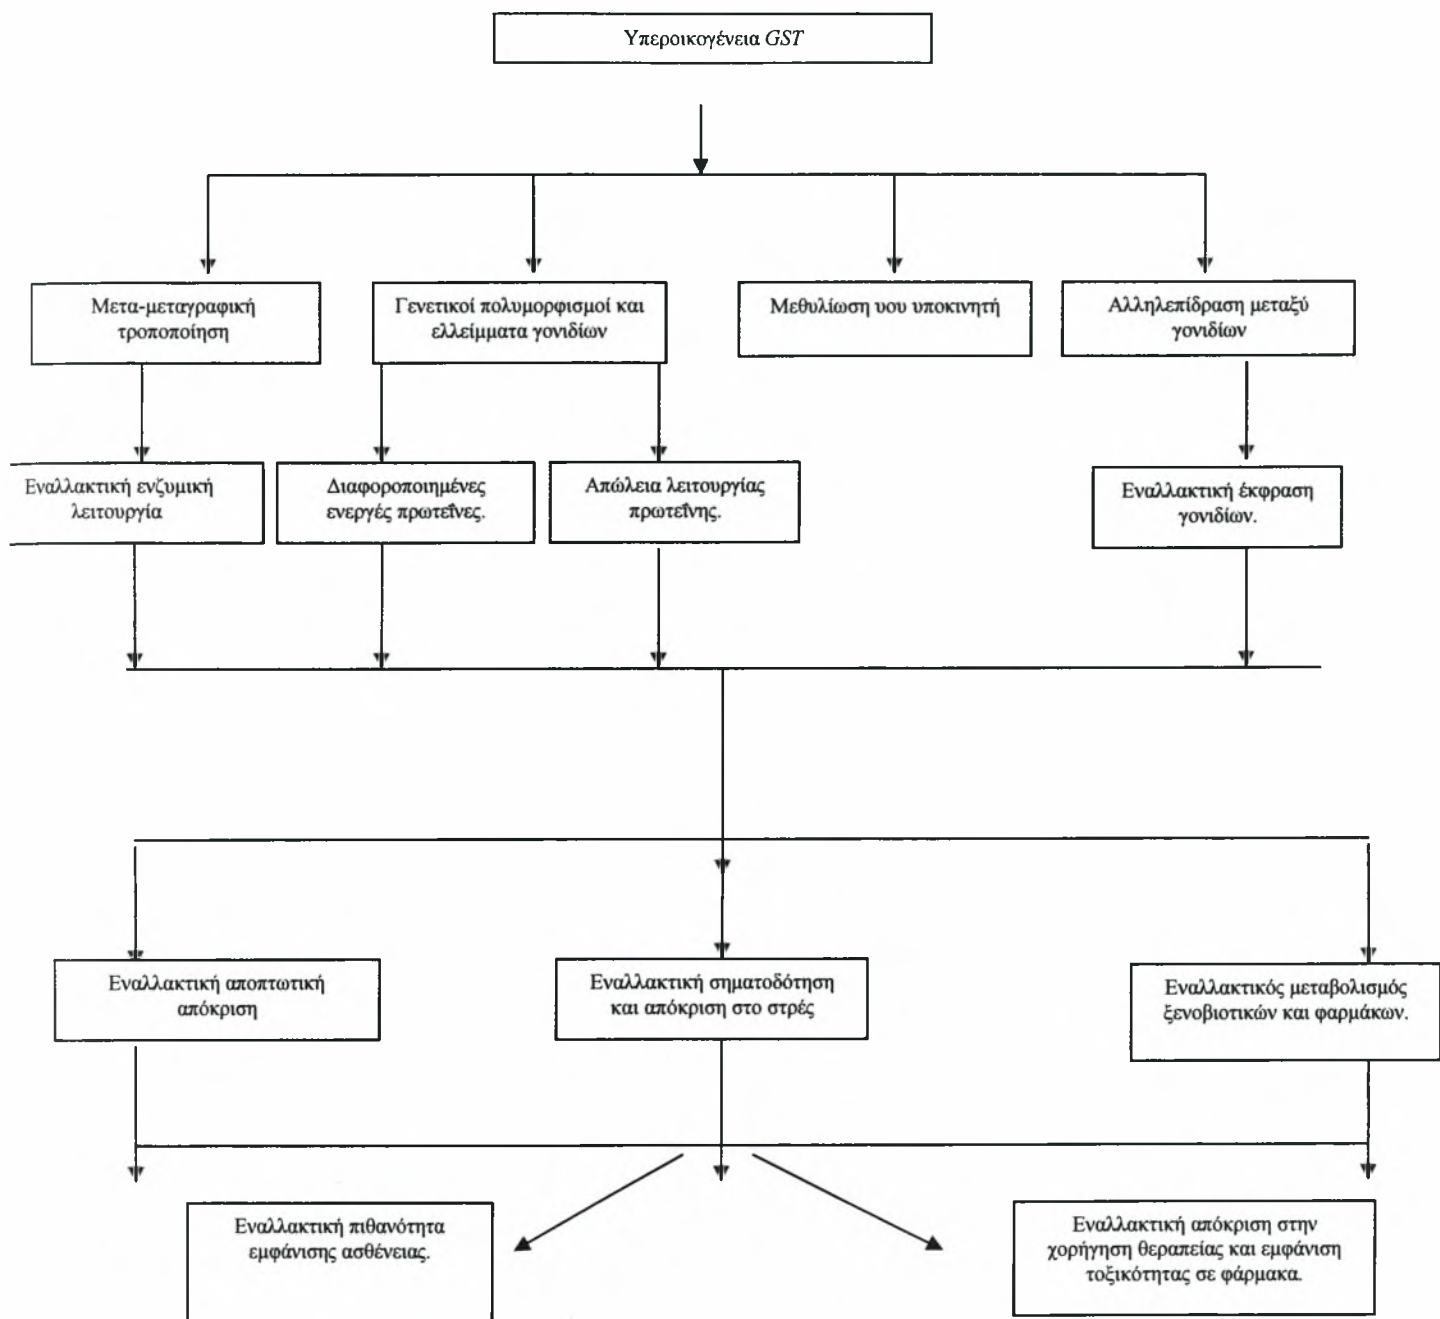 Υπεροικογένεια GST
Μετα-μεταγραφική
τροποποίηση
Γενετικοί πολυμορφισμοί και
ελλείμματα γονιδίων
Μεθυλίωση υου υποκινητή
Αλληλεπίδραση μεταξύ
γονιδίων
Εναλλακτική ενζυμική
λειτουργία
Διαφοροποιημένες
ενεργές πρωτεΐνες.
Απώλεια λειτουργίας
πρωτεΐνης.
Εναλλακτική έκφραση
γονιδίων.
Εναλλακτική αποπτωτική
απόκριση
Εναλλακτική σηματοδότηση
και απόκριση στο στρές
Εναλλακτικός μεταβολισμός
ξενοβιοτικών και φαρμάκων.
Εναλλακτική πιθανότητα
εμφάνισης ασθένειας.
Εναλλακτική απόκριση στην
χορήγηση θεραπείας και εμφάνιση
τοξικότητας σε φάρμακα.